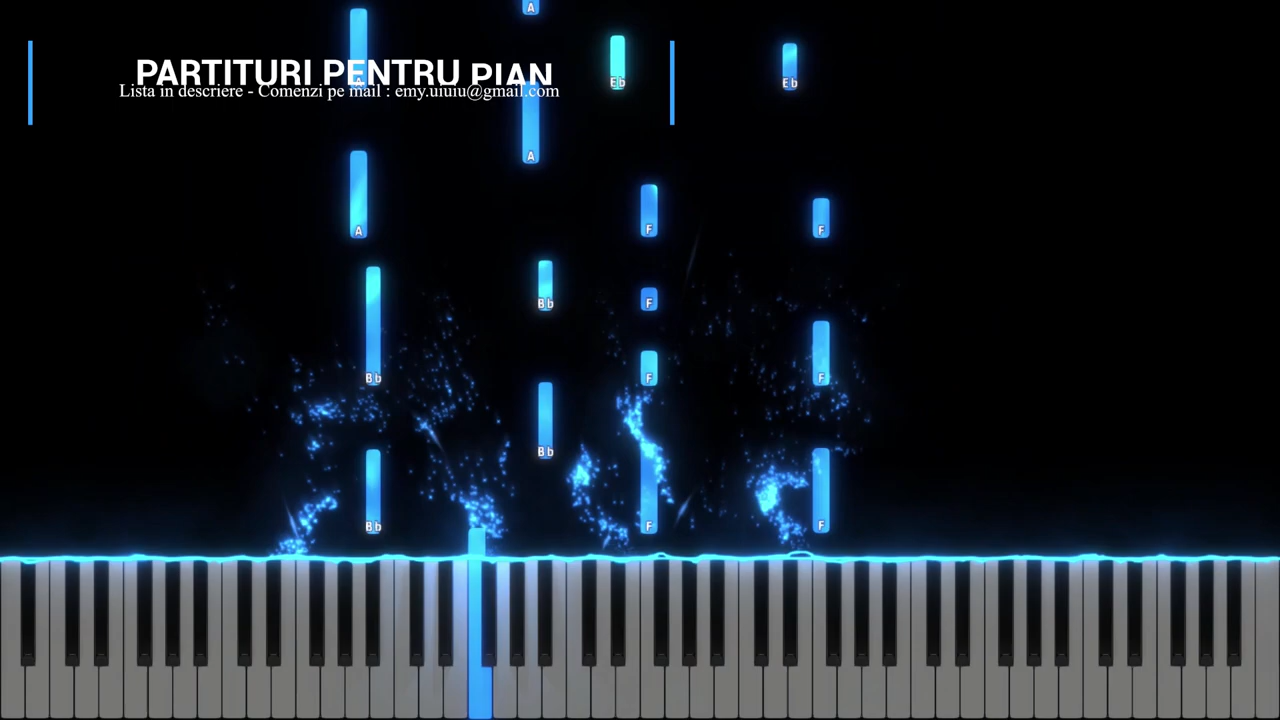 A
PARTITURI PENTRU PIAN
Lista in descriere - Comenzi pe mail : emy.uiuiu@gmail.com
A
Eb
Eb
A
A
F
F
Bb
F
Bb
F
F
Bb
Bb
F
F